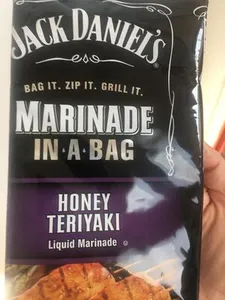 JACK DANIEL'S
BAG IT. ZIP IT. GRILL IT.
MARINADE
IN·A·BAG
HONEY
TERIYAKI
Liquid Marinade